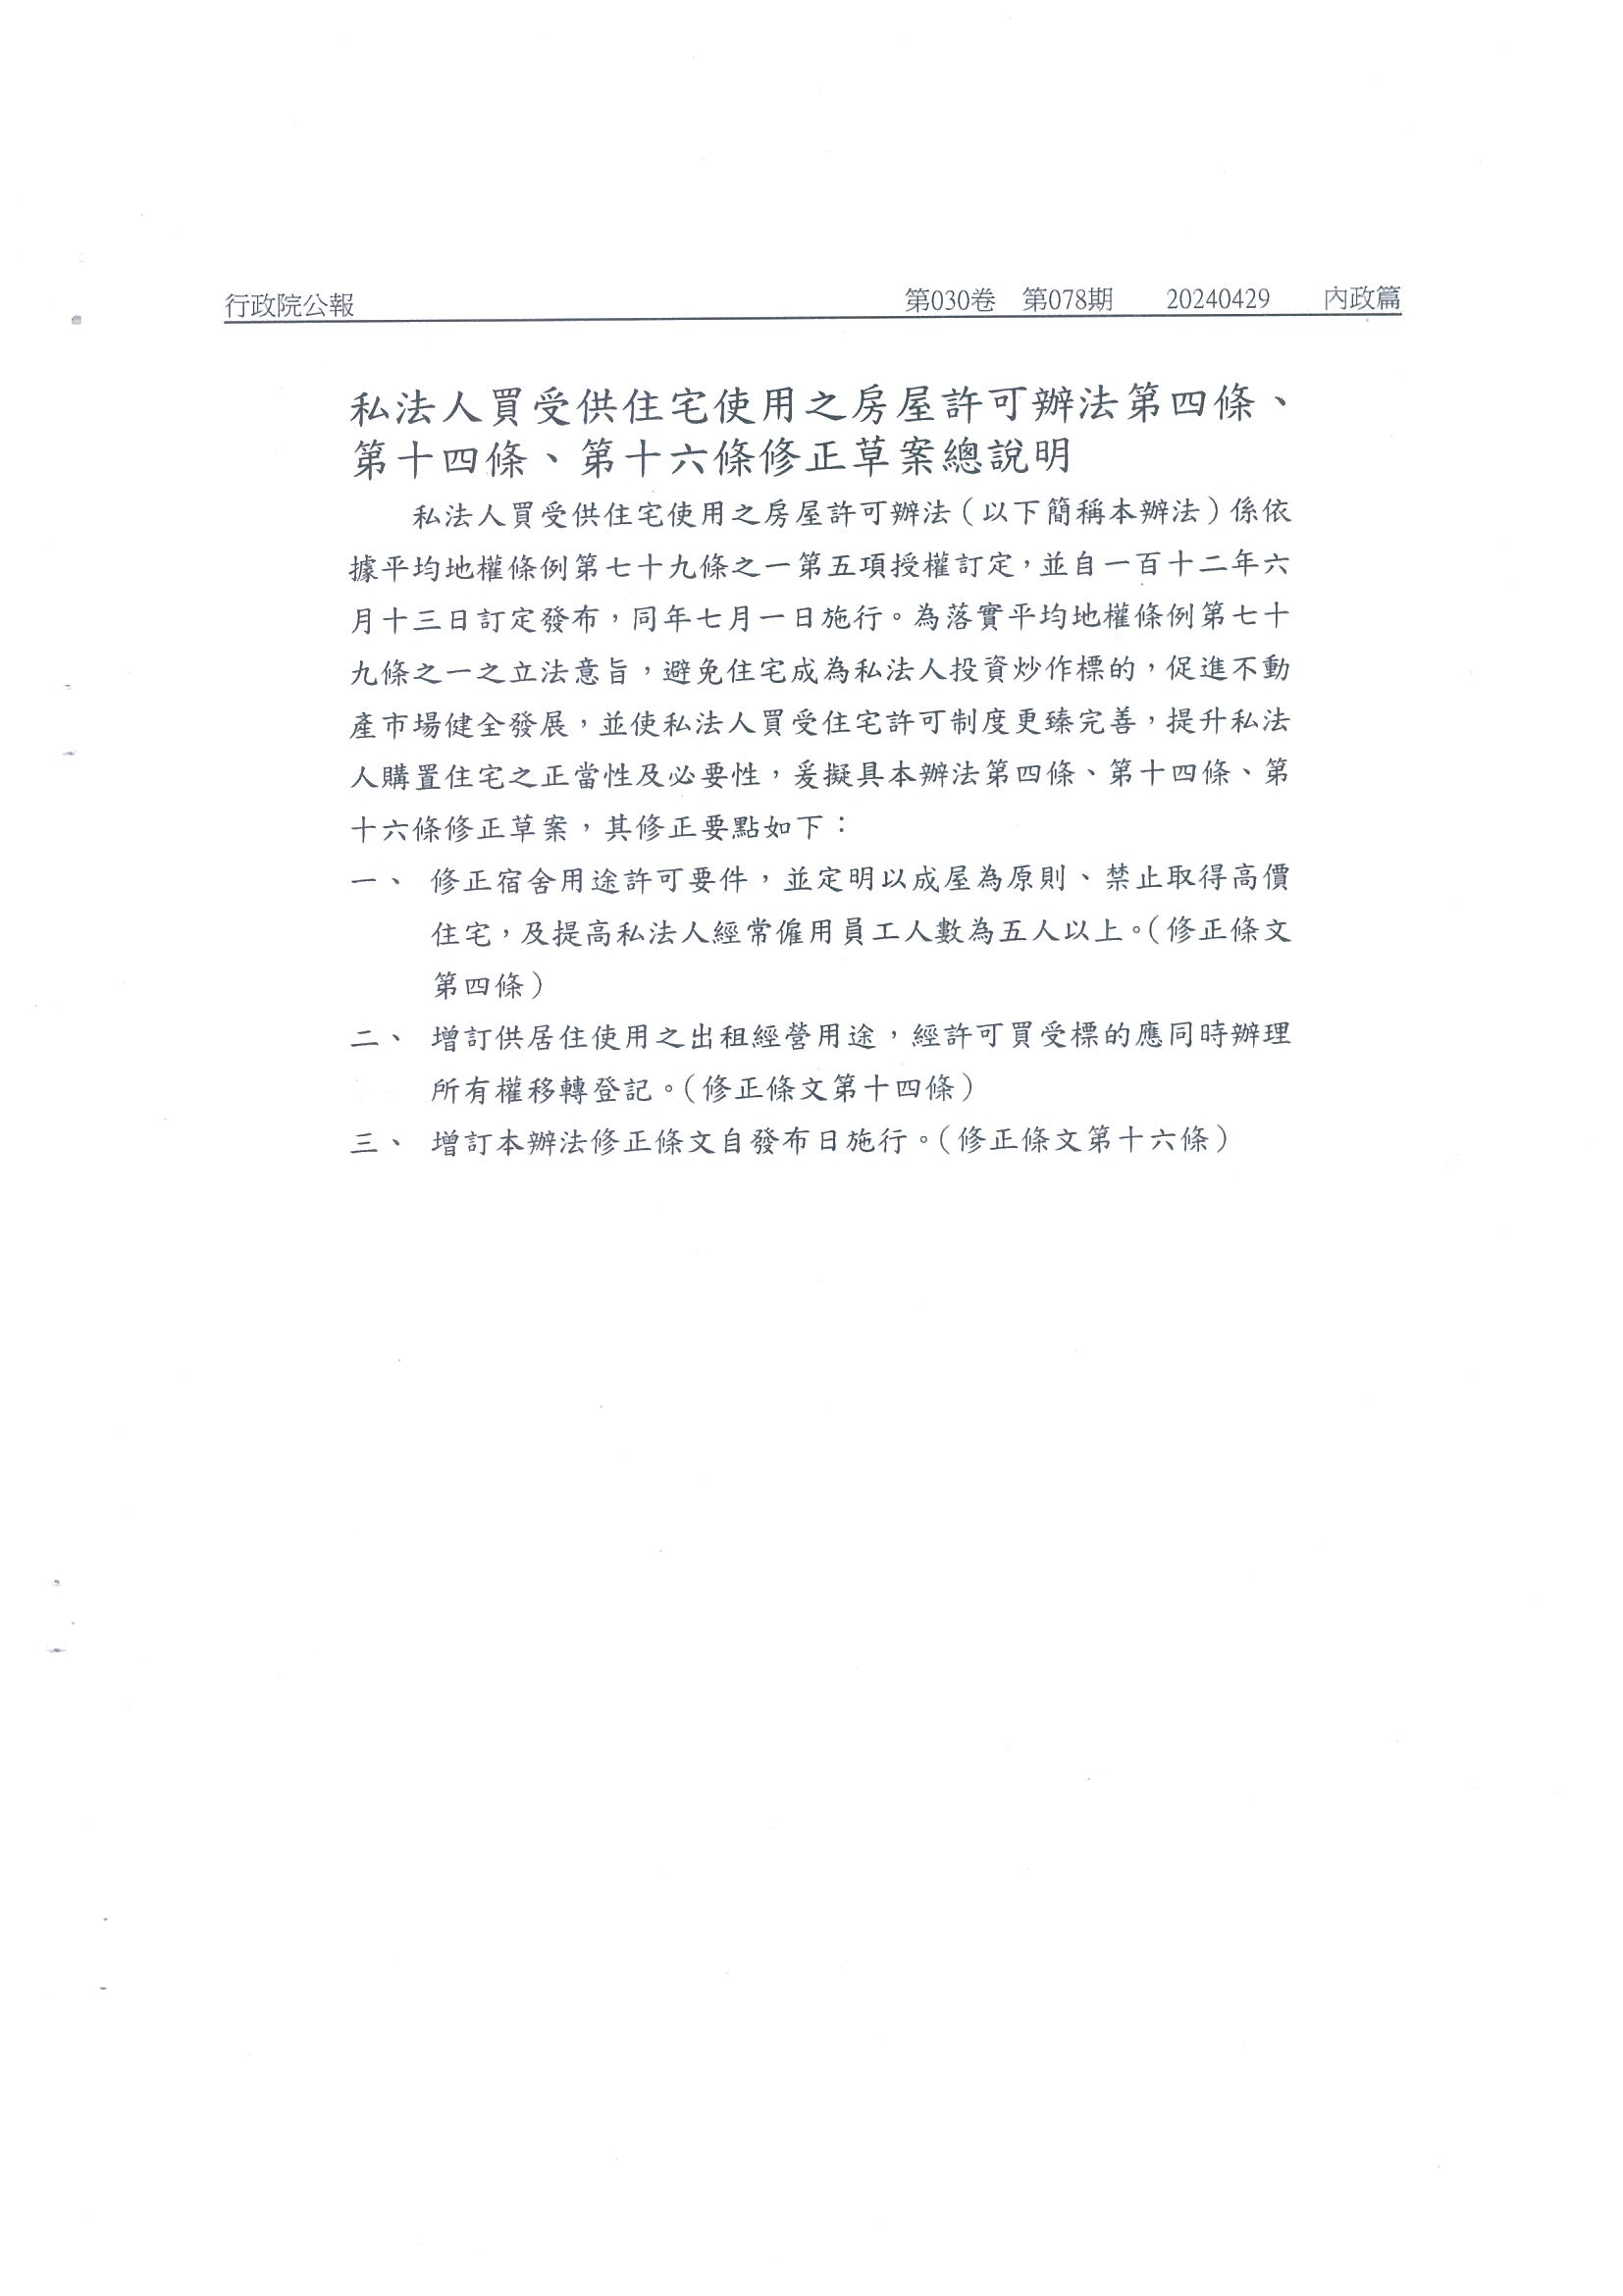 行政院公報 第030卷 第078期 20240429 內政篇
私法人買受供住宅使用之房屋許可辦法第四條、
第十四條、第十六條修正草案總說明
私法人買受供住宅使用之房屋許可辦法（以下簡稱本辦法）係依
據平均地權條例第七十九條之一第五項授權訂定，並自一百十二年六
月十三日訂定發布，同年七月一日施行。為落實平均地權條例第七十
九條之一之立法意旨，避免住宅成為私法人投資炒作標的，促進不動
產市場健全發展，並使私法人買受住宅許可制度更臻完善，提升私法
人購置住宅之正當性及必要性，爰擬具本辦法第四條、第十四條、第
十六條修正草案，其修正要點如下：
一、 修正宿舍用途許可要件，並定明以成屋為原則、禁止取得高價
住宅，及提高私法人經常僱用員工人數為五人以上。（修正條文
第四條）
二、 增訂供居住使用之出租經營用途，經許可買受標的應同時辦理
所有權移轉登記。（修正條文第十四條）
三、 增訂本辦法修正條文自發布日施行。（修正條文第十六條）